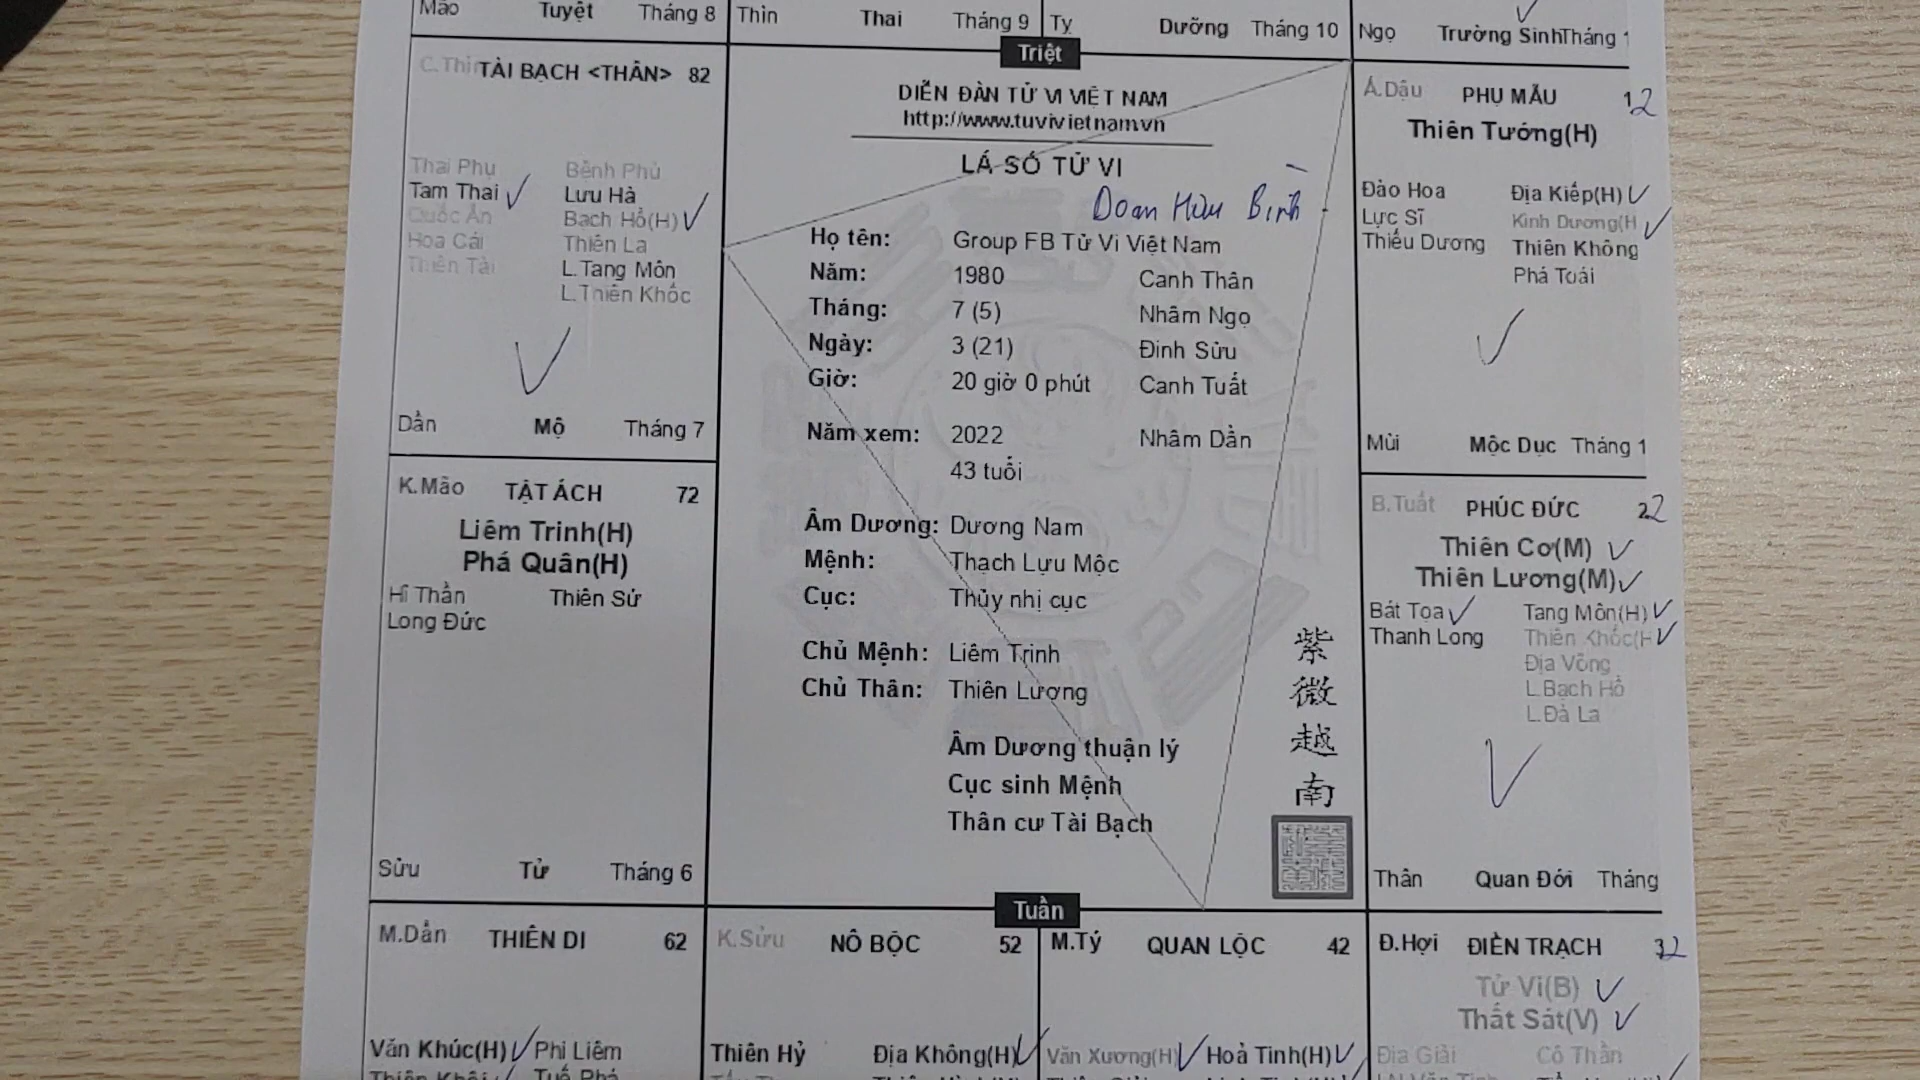 Mão Tuyệt Tháng 8
Thìn Thai Tháng 9
Tỵ Dưỡng Tháng 10
Ngọ Trường Sinh Tháng 1
Triệt
TÀI BẠCH <THÂN> 82
Thai Phụ Bệnh Phù
Tam Thai Lưu Hà
Quốc Ấn Bạch Hổ(H)
Hoa Cái Thiên La
Thiên Tài L.Tang Môn
L.Thiên Khốc
Dần Mộ Tháng 7
K.Mão TẬT ÁCH 72
Liêm Trinh(H)
Phá Quân(H)
Hĩ Thần Thiên Sứ
Long Đức
Sửu Tử Tháng 6
DIỄN ĐÀN TỬ VI VIỆT NAM
http://www.tuvivietnam.vn
LÁ SỐ TỬ VI
Doan Hữu Bình
Họ tên: Group FB Tử Vi Việt Nam
Năm: 1980 Canh Thân
Tháng: 7 (5) Nhâm Ngọ
Ngày: 3 (21) Đinh Sửu
Giờ: 20 giờ 0 phút Canh Tuất
Năm xem: 2022 Nhâm Dần
43 tuổi
Âm Dương: Dương Nam
Mệnh: Thạch Lựu Mộc
Cục: Thủy nhị cục
Chủ Mệnh: Liêm Trinh
Chủ Thân: Thiên Lương
Âm Dương thuận lý
Cục sinh Mệnh
Thân cư Tài Bạch
紫
微
越
南
Tuần
Ấ.Dậu PHỤ MẪU 12
Thiên Tướng(H)
Đào Hoa Địa Kiếp(H)
Lực Sĩ Kình Dương(H
Thiếu Dương Thiên Không
Phá Toái
Mùi Mộc Dục Tháng 1
B.Tuất PHÚC ĐỨC 22
Thiên Cơ(M)
Thiên Lương(M)
Bát Tọa Tang Môn(H)
Thanh Long Thiên Khốc(H
Địa Võng
L.Bạch Hổ
L.Đà La
Thân Quan Đới Tháng
M.Dần THIÊN DI 62
Văn Khúc(H) Phi Liêm
Thiên Khôi Tuế Phá
K.Sửu NÔ BỘC 52
Thiên Hỷ Địa Không(H)
M.Tý QUAN LỘC 42
Văn Xương(H) Hoả Tinh(H)
Đ.Hợi ĐIỀN TRẠCH 32
Tử Vi(B)
Thất Sát(V)
Địa Giải Cô Thần